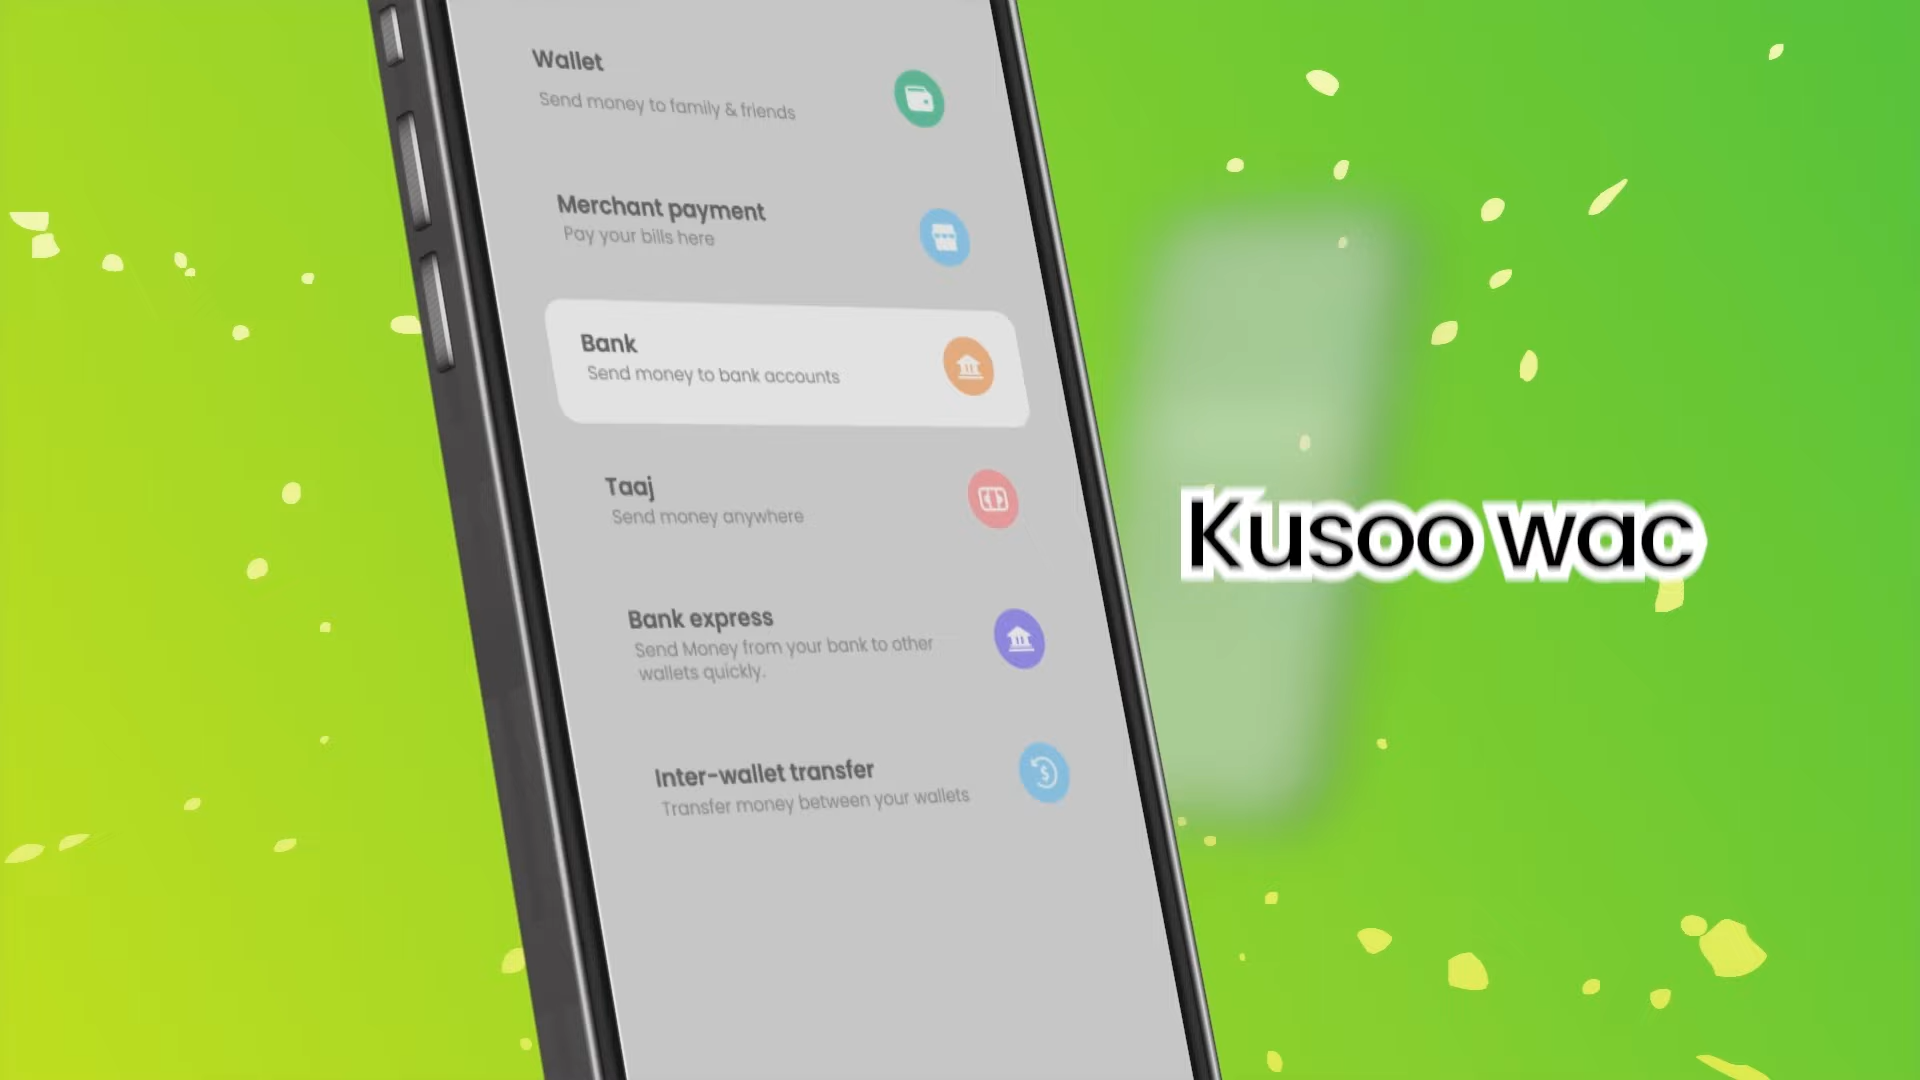 Wallet
Send money to family & friends
Merchant payment
Pay your bills here
Bank
Send money to bank accounts
Taaj
Send money anywhere
Bank express
Send Money from your bank to other
wallets quickly.
Inter-wallet transfer
Transfer money between your wallets
Kusoo wac